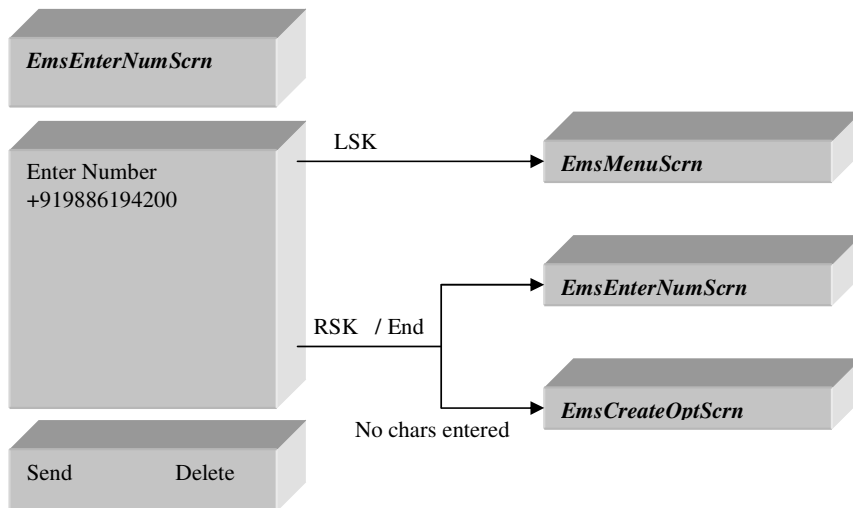 EmsEnterNumScrn
Enter Number
+919886194200
LSK
EmsMenuScrn
EmsEnterNumScrn
RSK / End
EmsCreateOptScrn
No chars entered
Send Delete